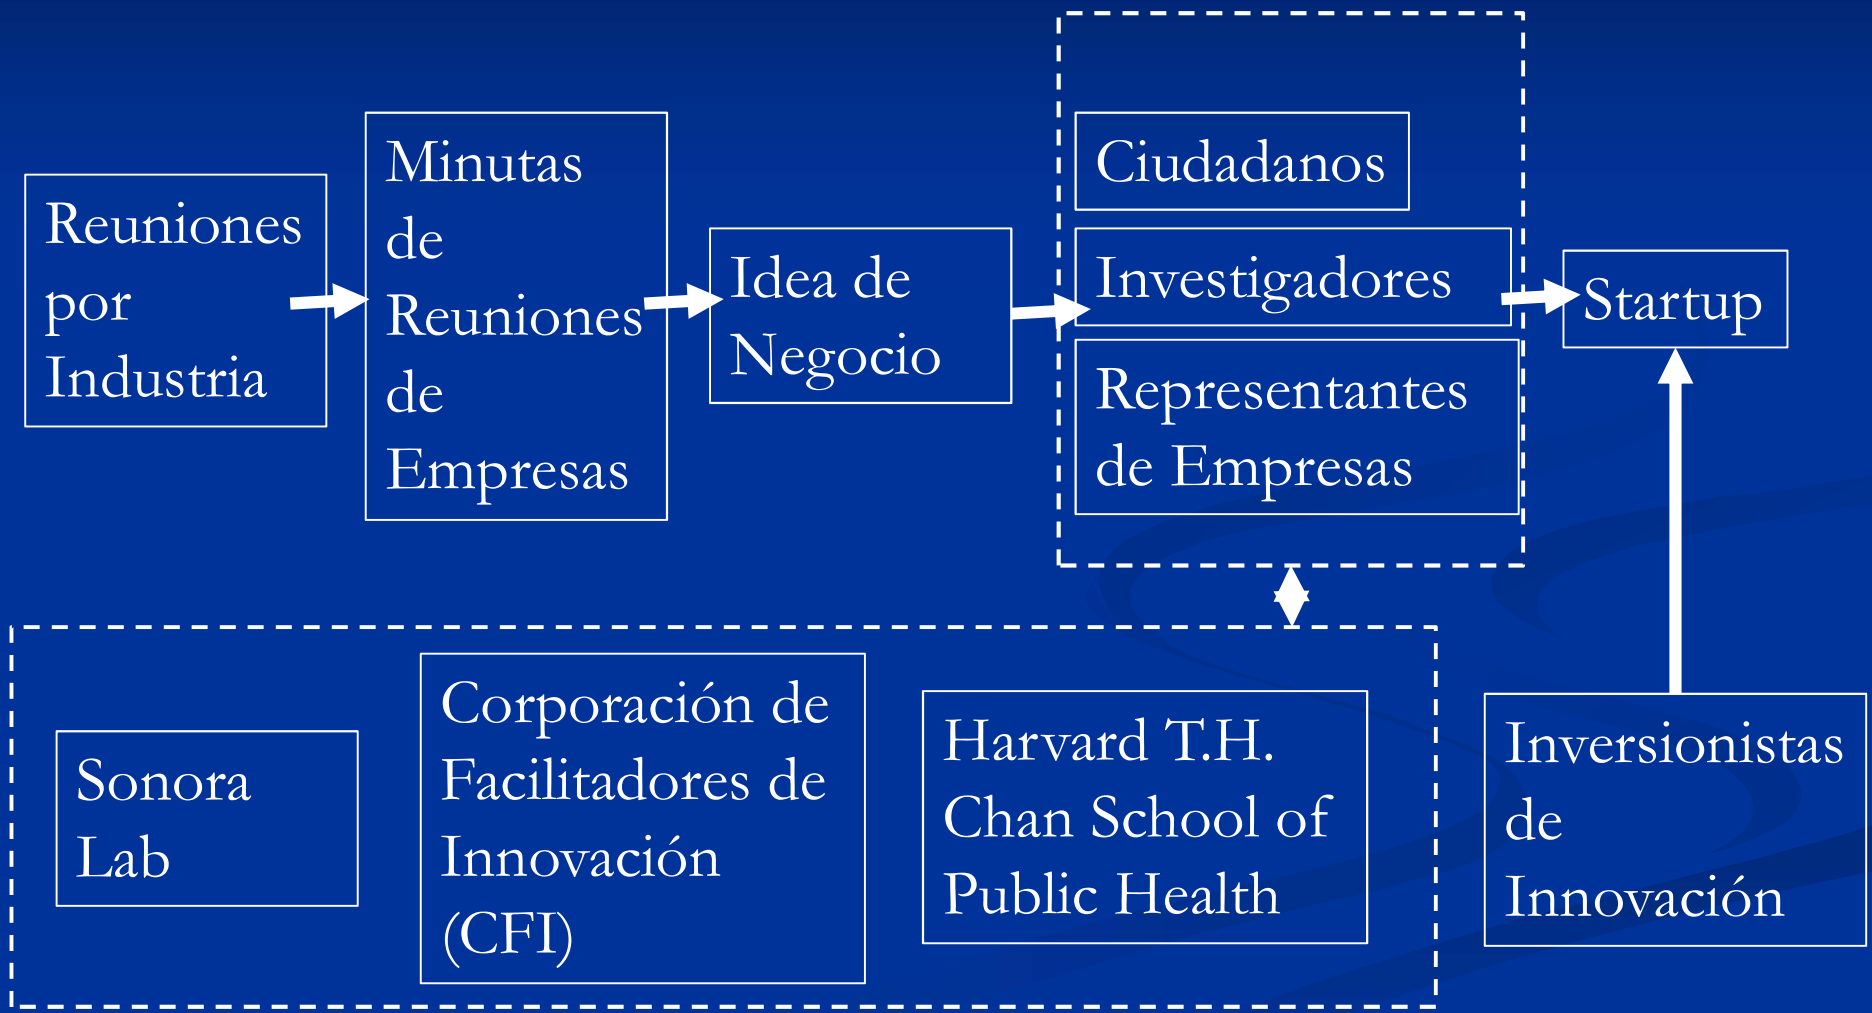 Reuniones
por
Industria
Minutas
de
Reuniones
de
Empresas
Idea de
Negocio
Ciudadanos
Investigadores
Representantes
de Empresas
Startup
Sonora
Lab
Corporación de
Facilitadores de
Innovación
(CFI)
Harvard T.H.
Chan School of
Public Health
Inversionistas
de
Innovación